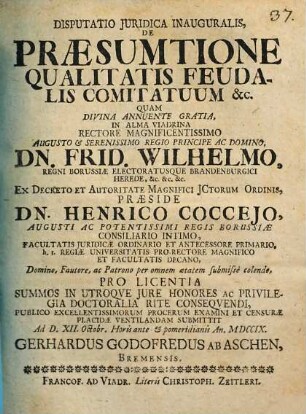 37.
DISPUTATIO JURIDICA INAUGURALIS,
DE
PRÆSUMTIONE
QUALITATIS FEUDA-
LIS COMITATUUM &c.
QUAM
DIVINA ANNUENTE GRATIA,
IN ALMA VIADRINA
RECTORE MAGNIFICENTISSIMO
AUGUSTO & SERENISSIMO REGIO PRINCIPE AC DOMINO,
DN. FRID. WILHELMO,
REGNI BORUSSIÆ ELECTORATUSQUE BRANDENBURGICI
HEREDE, &c. &c. &c.
EX DECRETO ET AUTORITATE MAGNIFICI JCTORUM ORDINIS,
PRÆSIDE
DN. HENRICO COCCEJO,
AUGUSTI AC POTENTISSIMI REGIS BORUSSIÆ
CONSILIARIO INTIMO,
FACULTATIS JURIDICÆ ORDINARIO ET ANTECESSORE PRIMARIO,
h. t. REGIÆ UNIVERSITATIS PRO-RECTORE MAGNIFICO
ET FACULTATIS DECANO,
Domino, Fautore, ac Patrono per omnem ætatem submissè colendo,
PRO LICENTIA
SUMMOS IN UTROQVE JURE HONORES AC PRIVILE-
GIA DOCTORALIA RITE CONSEQVENDI,
PUBLICO EXCELLENTISSIMORUM PROCERUM EXAMINI ET CENSURÆ
PLACIDÆ VENTILANDAM SUBMITTIT
Ad D. XII. Octobr. Horis ante & pomeridianis An. MDCCIX.
GERHARDUS GODOFREDUS AB ASCHEN,
BREMENSIS.
FRANCOF. AD VIADR. Literis CHRISTOPH. ZEITLERI.